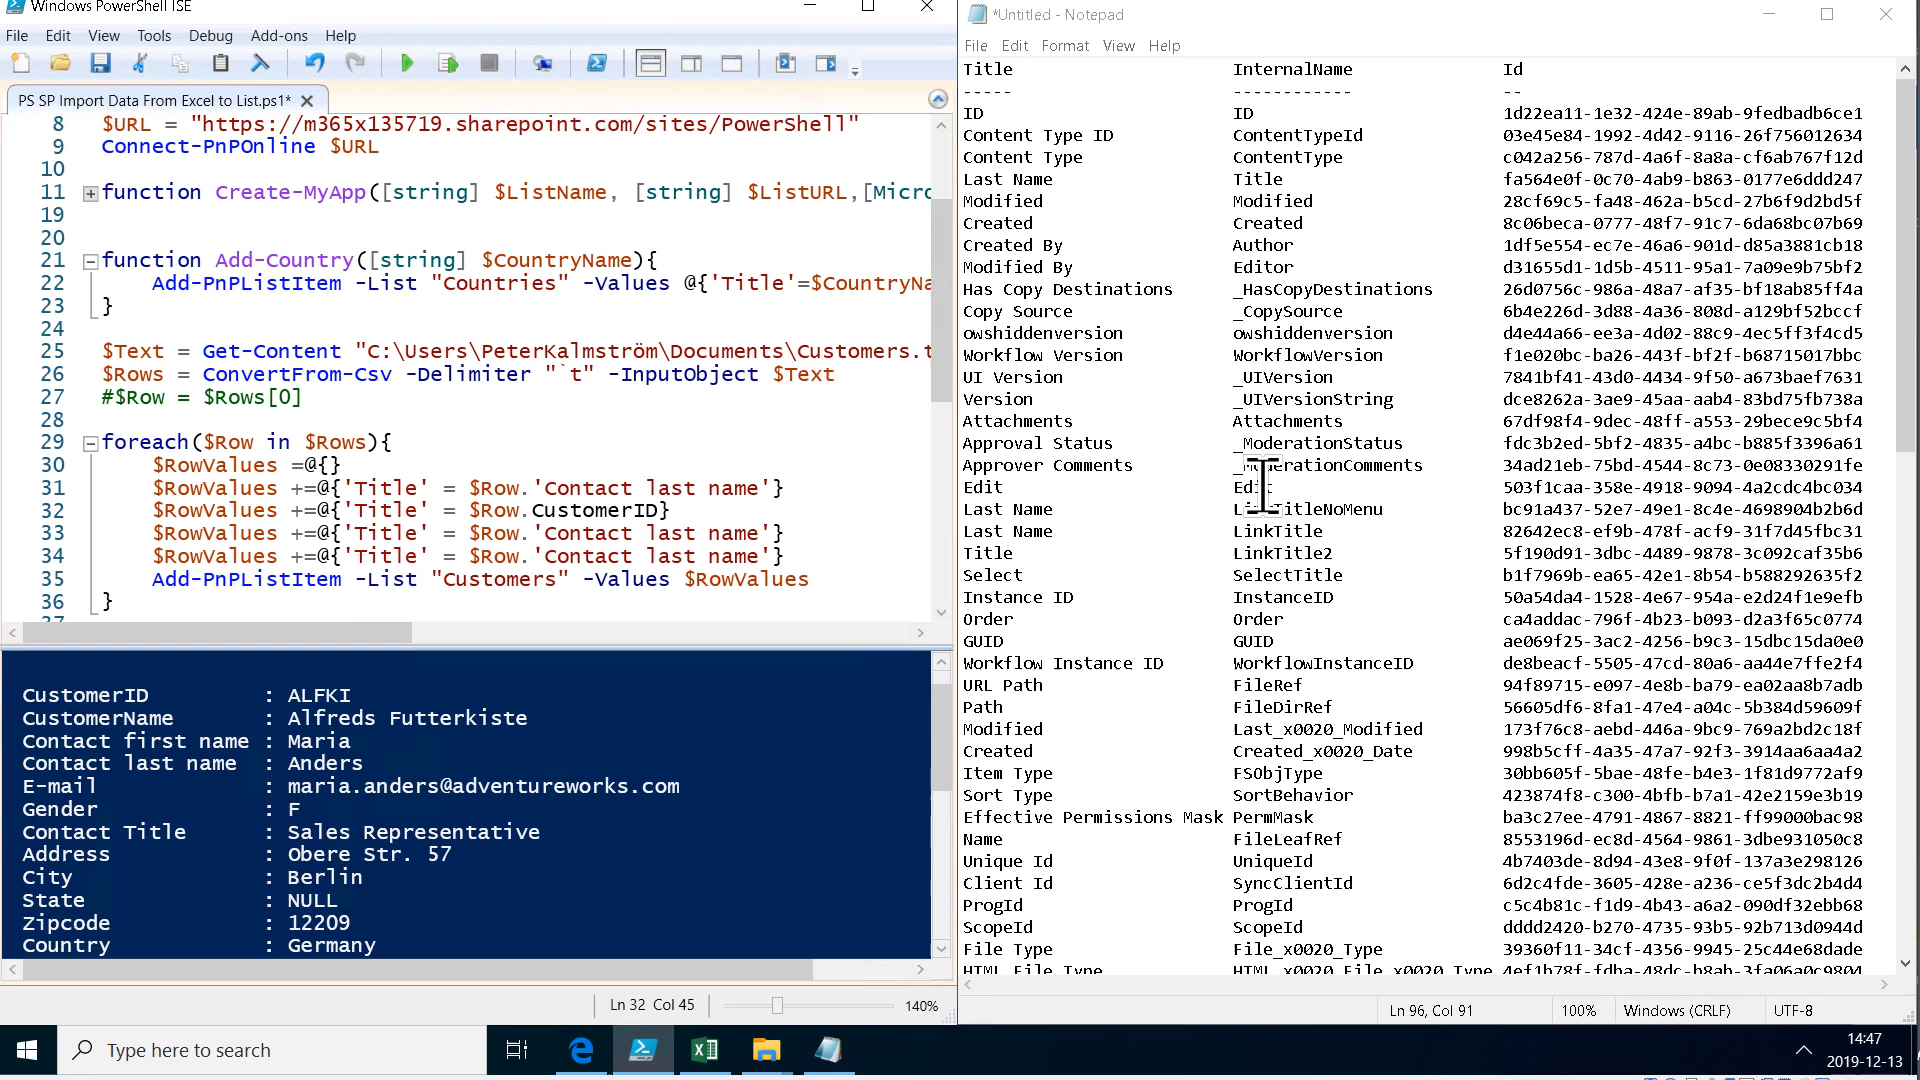 Windows PowerShell ISE
File Edit View Tools Debug Add-ons Help
PS SP Import Data From Excel to List.ps1*
8 $URL = "https://m365x135719.sharepoint.com/sites/PowerShell"
9 Connect-PnPOnline $URL
10
11 function Create-MyApp([string] $ListName, [string] $ListURL,[Micro
19
20
21 function Add-Country([string] $CountryName){
22 Add-PnPListItem -List "Countries" -Values @{'Title'=$CountryNa
23 }
24
25 $Text = Get-Content "C:\Users\PeterKalmström\Documents\Customers.t
26 $Rows = ConvertFrom-Csv -Delimiter "`t" -InputObject $Text
27 #$Row = $Rows[0]
28
29 foreach($Row in $Rows){
30 $RowValues =@{}
31 $RowValues +=@{'Title' = $Row.'Contact last name'}
32 $RowValues +=@{'Title' = $Row.CustomerID}
33 $RowValues +=@{'Title' = $Row.'Contact last name'}
34 $RowValues +=@{'Title' = $Row.'Contact last name'}
35 Add-PnPListItem -List "Customers" -Values $RowValues
36 }
CustomerID : ALFKI
CustomerName : Alfreds Futterkiste
Contact first name : Maria
Contact last name : Anders
E-mail : maria.anders@adventureworks.com
Gender : F
Contact Title : Sales Representative
Address : Obere Str. 57
City : Berlin
State : NULL
Zipcode : 12209
Country : Germany
Ln 32 Col 45 140%
*Untitled - Notepad
File Edit Format View Help
Title InternalName Id
----- ------------ --
ID ID 1d22ea11-1e32-424e-89ab-9fedbadb6ce1
Content Type ID ContentTypeId 03e45e84-1992-4d42-9116-26f756012634
Content Type ContentType c042a256-787d-4a6f-8a8a-cf6ab767f12d
Last Name Title fa564e0f-0c70-4ab9-b863-0177e6ddd247
Modified Modified 28cf69c5-fa48-462a-b5cd-27b6f9d2bd5f
Created Created 8c06beca-0777-48f7-91c7-6da68bc07b69
Created By Author 1df5e554-ec7e-46a6-901d-d85a3881cb18
Modified By Editor d31655d1-1d5b-4511-95a1-7a09e9b75bf2
Has Copy Destinations _HasCopyDestinations 26d0756c-986a-48a7-af35-bf18ab85ff4a
Copy Source _CopySource 6b4e226d-3d88-4a36-808d-a129bf52bccf
owshiddenversion owshiddenversion d4e44a66-ee3a-4d02-88c9-4ec5ff3f4cd5
Workflow Version WorkflowVersion f1e020bc-ba26-443f-bf2f-b68715017bbc
UI Version _UIVersion 7841bf41-43d0-4434-9f50-a673baef7631
Version _UIVersionString dce8262a-3ae9-45aa-aab4-83bd75fb738a
Attachments Attachments 67df98f4-9dec-48ff-a553-29bece9c5bf4
Approval Status _ModerationStatus fdc3b2ed-5bf2-4835-a4bc-b885f3396a61
Approver Comments 34ad21eb-75bd-4544-8c73-0e08330291fe
Edit Edit 503f1caa-358e-4918-9094-4a2cdc4bc034
Last Name bc91a437-52e7-49e1-8c4e-4698904b2b6d
Last Name LinkTitle 82642ec8-ef9b-478f-acf9-31f7d45fbc31
Title LinkTitle2 5f190d91-3dbc-4489-9878-3c092caf35b6
Select SelectTitle b1f7969b-ea65-42e1-8b54-b588292635f2
Instance ID InstanceID 50a54da4-1528-4e67-954a-e2d24f1e9efb
Order Order ca4addac-796f-4b23-b093-d2a3f65c0774
GUID GUID ae069f25-3ac2-4256-b9c3-15dbc15da0e0
Workflow Instance ID WorkflowInstanceID de8beacf-5505-47cd-80a6-aa44e7ffe2f4
URL Path FileRef 94f89715-e097-4e8b-ba79-ea02aa8b7adb
Path FileDirRef 56605df6-8fa1-47e4-a04c-5b384d59609f
Modified Last_x0020_Modified 173f76c8-aebd-446a-9bc9-769a2bd2c18f
Created Created_x0020_Date 998b5cff-4a35-47a7-92f3-3914aa6aa4a2
Item Type FSObjType 30bb605f-5bae-48fe-b4e3-1f81d9772af9
Sort Type SortBehavior 423874f8-c300-4bfb-b7a1-42e2159e3b19
Effective Permissions Mask PermMask ba3c27ee-4791-4867-8821-ff99000bac98
Name FileLeafRef 8553196d-ec8d-4564-9861-3dbe931050c8
Unique Id UniqueId 4b7403de-8d94-43e8-9f0f-137a3e298126
Client Id SyncClientId 6d2c4fde-3605-428e-a236-ce5f3dc2b4d4
ProgId ProgId c5c4b81c-f1d9-4b43-a6a2-090df32ebb68
ScopeId ScopeId dddd2420-b270-4735-93b5-92b713d0944d
File Type File_x0020_Type 39360f11-34cf-4356-9945-25c44e68dade
HTML File Type HTML_x0020_File_x0020_Type 4ef1b78f-fdba-48dc-b8ab-3fa06a0c9804
Ln 96, Col 91 100% Windows (CRLF) UTF-8
Type here to search
14:47
2019-12-13